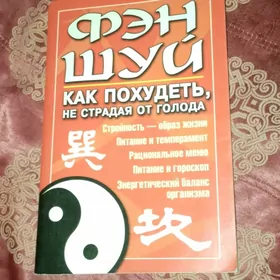 ФЭН
ШУЙ
КАК ПОХУДЕТЬ,
НЕ СТРАДАЯ ОТ ГОЛОДА
Стройность — образ жизни
Питание и темперамент
Рациональное меню
Питание и гороскоп
Энергетический баланс
организма
巽
坎